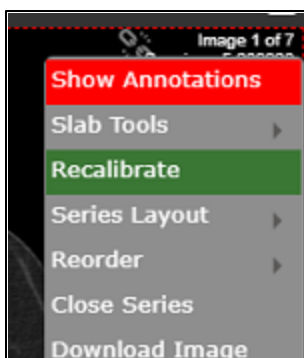 Image 1 of 7
Show Annotations
Slab Tools
Recalibrate
Series Layout
Reorder
Close Series
Download Image